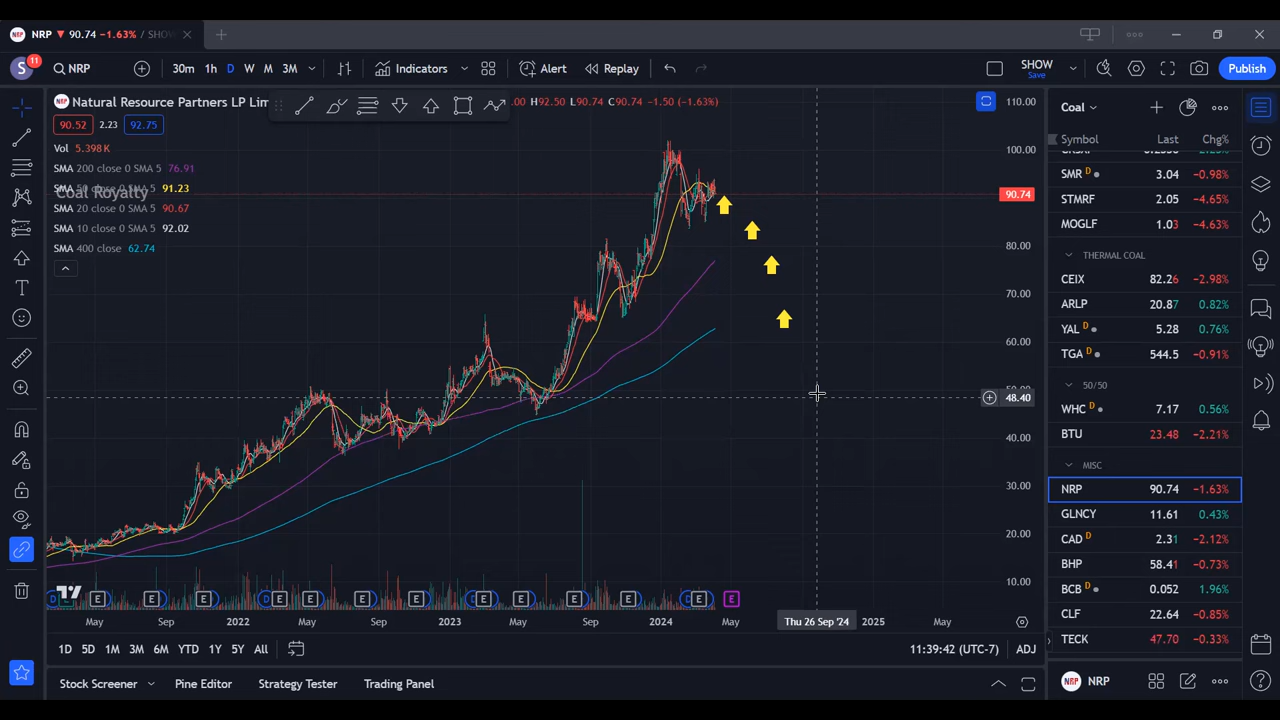 NRP 90.74 −1.63% / SHOW
S 11 NRP 30m 1h D W M 3M Indicators Alert Replay SHOW Save Publish
Natural Resource Partners LP Lim .00 H92.50 L90.74 C90.74 −1.50 (−1.63%)
90.52 2.23 92.75
Vol 5.398K
SMA 200 close 0 SMA 5 76.91
SMA 50 close 0 SMA 5 91.23
Coal Royalty
SMA 20 close 0 SMA 5 90.67
SMA 10 close 0 SMA 5 92.02
SMA 400 close 62.74
110.00
100.00
90.74
80.00
70.00
60.00
50.00
48.40
40.00
30.00
20.00
10.00
D E E E D E E E E D E E E E D E E
May Sep 2022 May Sep 2023 May Sep 2024 May Thu 26 Sep '24 2025 May
1D 5D 1M 3M 6M YTD 1Y 5Y All 11:39:42 (UTC-7) ADJ
Stock Screener Pine Editor Strategy Tester Trading Panel
Coal
Symbol Last Chg%
SMR D 3.04 −0.98%
STMRF 2.05 −4.65%
MOGLF 1.03 −4.63%
THERMAL COAL
CEIX 82.26 −2.98%
ARLP 20.87 0.82%
YAL D 5.28 0.76%
TGA D 544.5 −0.91%
50/50
WHC D 7.17 0.56%
BTU 23.48 −2.21%
MISC
NRP 90.74 −1.63%
GLNCY 11.61 0.43%
CAD D 2.31 −2.12%
BHP 58.41 −0.73%
BCB D 0.052 1.96%
CLF 22.64 −0.85%
TECK 47.70 −0.33%
NRP